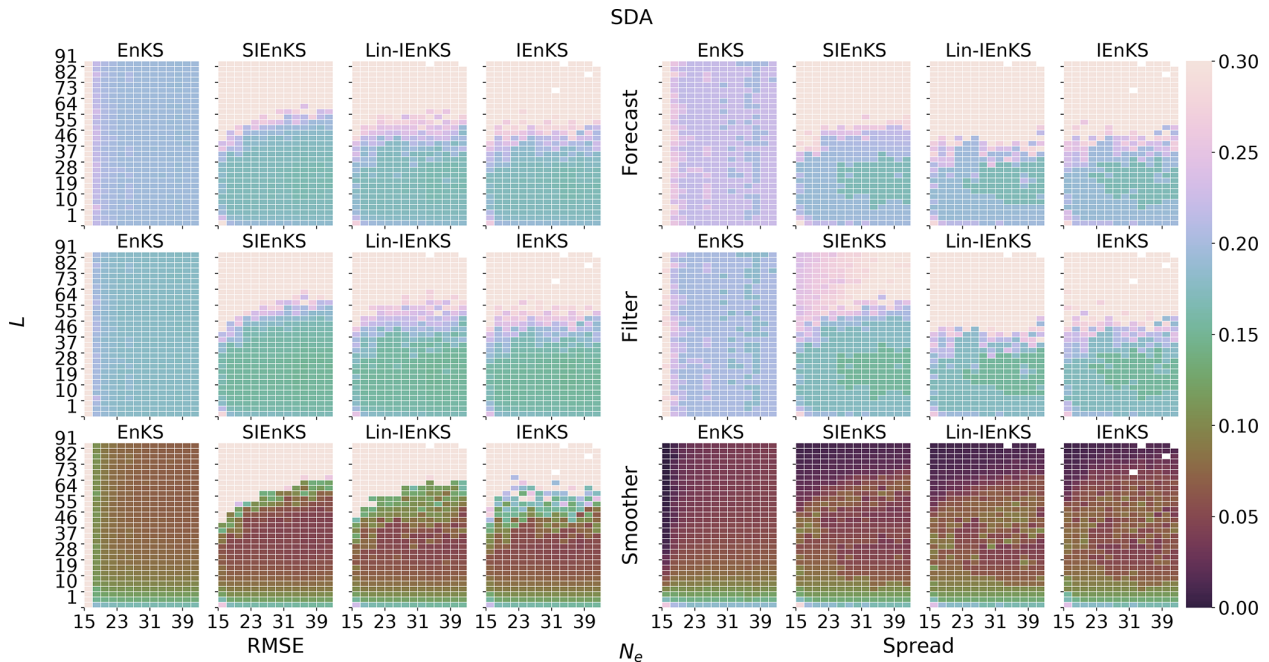 SDA
EnKS SIEnKS Lin-IEnKS IEnKS EnKS SIEnKS Lin-IEnKS IEnKS
91 82 73 64 55 46 37 28 19 10 1
Forecast
EnKS SIEnKS Lin-IEnKS IEnKS EnKS SIEnKS Lin-IEnKS IEnKS
91 82 73 64 55 46 37 28 19 10 1
L
Filter
EnKS SIEnKS Lin-IEnKS IEnKS EnKS SIEnKS Lin-IEnKS IEnKS
91 82 73 64 55 46 37 28 19 10 1
Smoother
15 23 31 39 15 23 31 39 15 23 31 39 15 23 31 39 15 23 31 39 15 23 31 39 15 23 31 39 15 23 31 39
RMSE
N_e
Spread
0.30
0.25
0.20
0.15
0.10
0.05
0.00